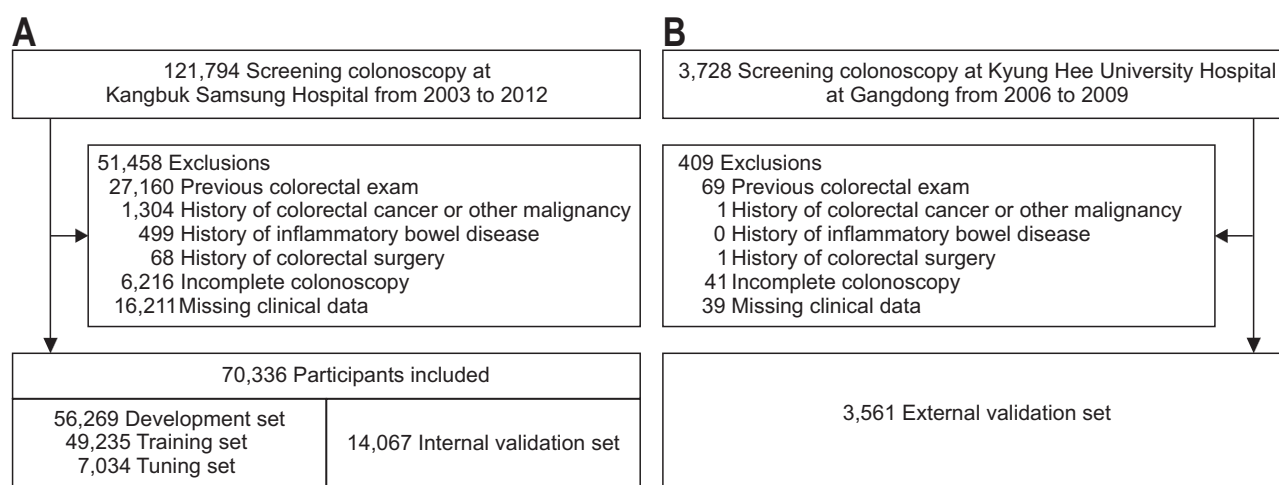 A
121,794 Screening colonoscopy at
Kangbuk Samsung Hospital from 2003 to 2012
51,458 Exclusions
27,160 Previous colorectal exam
1,304 History of colorectal cancer or other malignancy
499 History of inflammatory bowel disease
68 History of colorectal surgery
6,216 Incomplete colonoscopy
16,211 Missing clinical data
70,336 Participants included
56,269 Development set
49,235 Training set
7,034 Tuning set
14,067 Internal validation set
B
3,728 Screening colonoscopy at Kyung Hee University Hospital
at Gangdong from 2006 to 2009
409 Exclusions
69 Previous colorectal exam
1 History of colorectal cancer or other malignancy
0 History of inflammatory bowel disease
1 History of colorectal surgery
41 Incomplete colonoscopy
39 Missing clinical data
3,561 External validation set